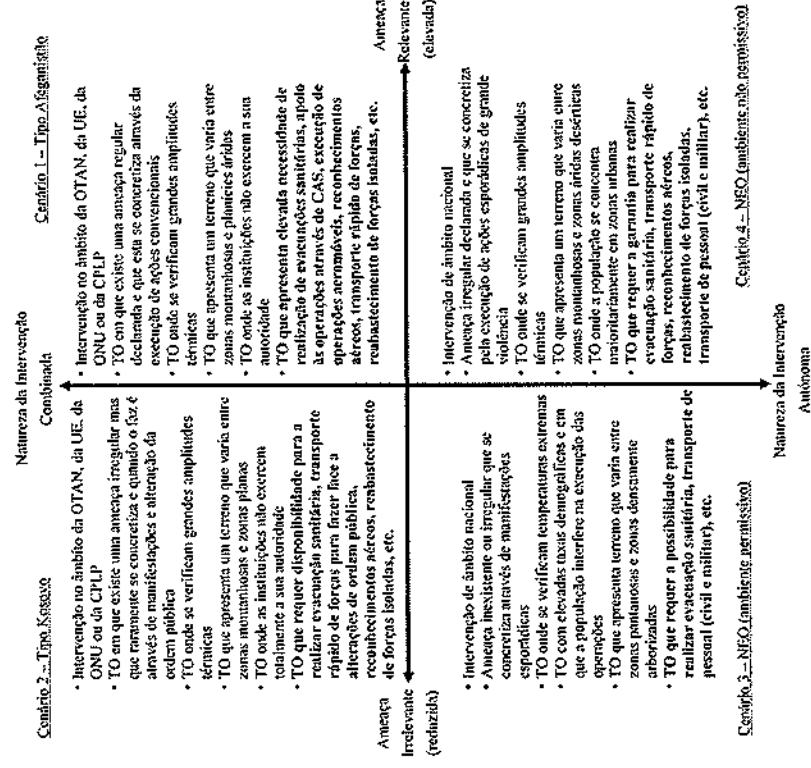 Natureza da Intervenção
Combinada
Cenário 2 – Tipo Kosovo
• Intervenção no âmbito da OTAN, da UE, da
ONU ou da CPLP
• TO em que existe uma ameaça irregular mas
que raramente se concretiza e quando o faz é
através de manifestações e alteração da
ordem pública
• TO onde se verificam grandes amplitudes
térmicas
• TO que apresenta um terreno que varia entre
zonas montanhosas e zonas planas
• TO onde as instituições não exercem
totalmente a sua autoridade
• TO que requer disponibilidade para a
realizar evacuação sanitária, transporte
rápido de forças para fazer face a
alterações de ordem pública,
reconhecimentos aéreos, reabastecimento
de forças isoladas, etc.
Cenário 1 – Tipo Afeganistão
• Intervenção no âmbito da OTAN, da UE, da
ONU ou da CPLP
• TO em que existe uma ameaça regular
declarada e que esta se concretiza através da
execução de ações convencionais
• TO onde se verificam grandes amplitudes
térmicas
• TO que apresenta um terreno que varia entre
zonas montanhosas e planícies áridas
• TO onde as instituições não exercem a sua
autoridade
• TO que apresenta elevada necessidade de
realização de evacuações sanitárias, apoio
às operações através de CAS, execução de
operações aeromóveis, reconhecimentos
aéreos, transporte rápido de forças,
reabastecimento de forças isoladas, etc.
Ameaça
Irrelevante
(reduzida)
Ameaça
Relevante
(elevada)
• Intervenção de âmbito nacional
• Ameaça inexistente ou irregular que se
concretiza através de manifestações
esporádicas
• TO onde se verificam temperaturas extremas
• TO com elevadas taxas demográficas e em
que a população interfere na execução das
operações
• TO que apresenta terreno que varia entre
zonas pantanosas e zonas densamente
arborizadas
• TO que requer a possibilidade para
realizar evacuação sanitária, transporte de
pessoal (civil e militar), etc.
Cenário 3 – NEO (ambiente permissivo)
• Intervenção de âmbito nacional
• Ameaça irregular declarada e que se concretiza
pela execução de ações esporádicas de grande
violência
• TO onde se verificam grandes amplitudes
térmicas
• TO que apresenta um terreno que varia entre
zonas montanhosas e zonas áridas desérticas
• TO onde a população se concentra
maioritariamente em zonas urbanas
• TO que requer a garantia para realizar
evacuação sanitária, transporte rápido de
forças, reconhecimentos aéreos,
reabastecimento de forças isoladas,
transporte de pessoal (civil e militar), etc.
Cenário 4 – NEO (ambiente não permissivo)
Natureza da Intervenção
Autónoma